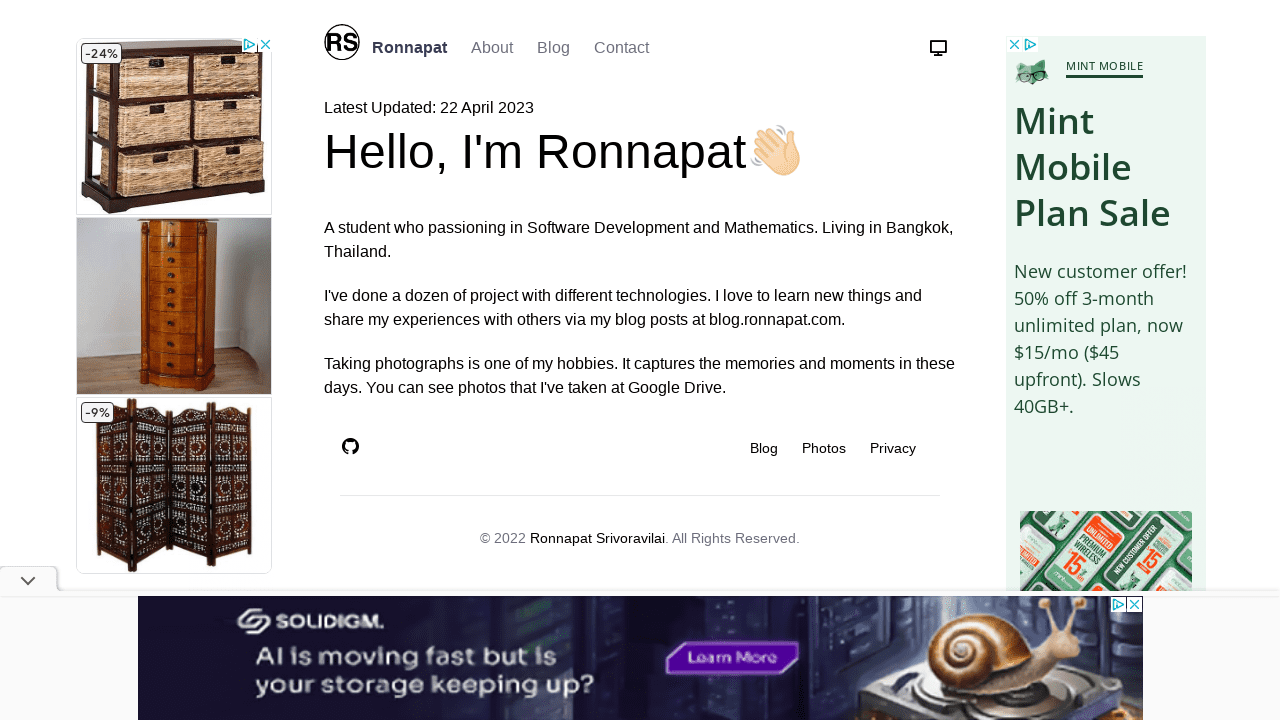 RS
Ronnapat
About
Blog
Contact
Latest Updated: 22 April 2023
Hello, I'm Ronnapat👋🏻
A student who passioning in Software Development and Mathematics. Living in Bangkok,
Thailand.
I've done a dozen of project with different technologies. I love to learn new things and
share my experiences with others via my blog posts at blog.ronnapat.com.
Taking photographs is one of my hobbies. It captures the memories and moments in these
days. You can see photos that I've taken at Google Drive.
Blog
Photos
Privacy
© 2022 Ronnapat Srivoravilai. All Rights Reserved.
-24%
-9%
MINT MOBILE
Mint
Mobile
Plan Sale
New customer offer!
50% off 3-month
unlimited plan, now
$15/mo ($45
upfront). Slows
40GB+.
UNLIMITED
PREMIUM
WIRELESS
15
NEW CUSTOMER OFFER!
SOLIDIGM.
AI is moving fast but is
your storage keeping up?
Learn More